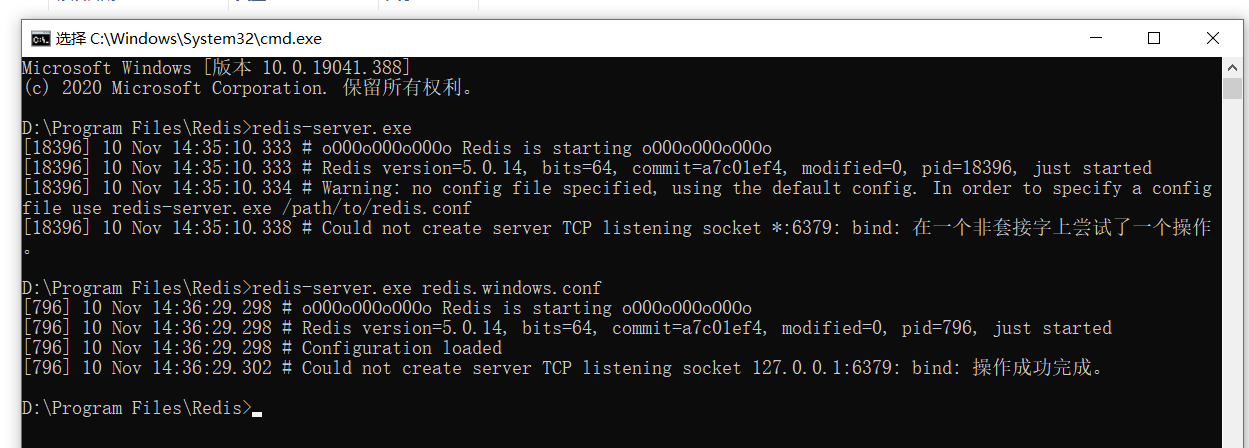 选择 C:\Windows\System32\cmd.exe
Microsoft Windows [版本 10.0.19041.388]
(c) 2020 Microsoft Corporation. 保留所有权利。
D:\Program Files\Redis>redis-server.exe
[18396] 10 Nov 14:35:10.333 # oO0OoO0OoO0Oo Redis is starting oO0OoO0OoO0Oo
[18396] 10 Nov 14:35:10.333 # Redis version=5.0.14, bits=64, commit=a7c01ef4, modified=0, pid=18396, just started
[18396] 10 Nov 14:35:10.334 # Warning: no config file specified, using the default config. In order to specify a config
file use redis-server.exe /path/to/redis.conf
[18396] 10 Nov 14:35:10.338 # Could not create server TCP listening socket *:6379: bind: 在一个非套接字上尝试了一个操作
。
D:\Program Files\Redis>redis-server.exe redis.windows.conf
[796] 10 Nov 14:36:29.298 # oO0OoO0OoO0Oo Redis is starting oO0OoO0OoO0Oo
[796] 10 Nov 14:36:29.298 # Redis version=5.0.14, bits=64, commit=a7c01ef4, modified=0, pid=796, just started
[796] 10 Nov 14:36:29.298 # Configuration loaded
[796] 10 Nov 14:36:29.302 # Could not create server TCP listening socket 127.0.0.1:6379: bind: 操作成功完成。
D:\Program Files\Redis>